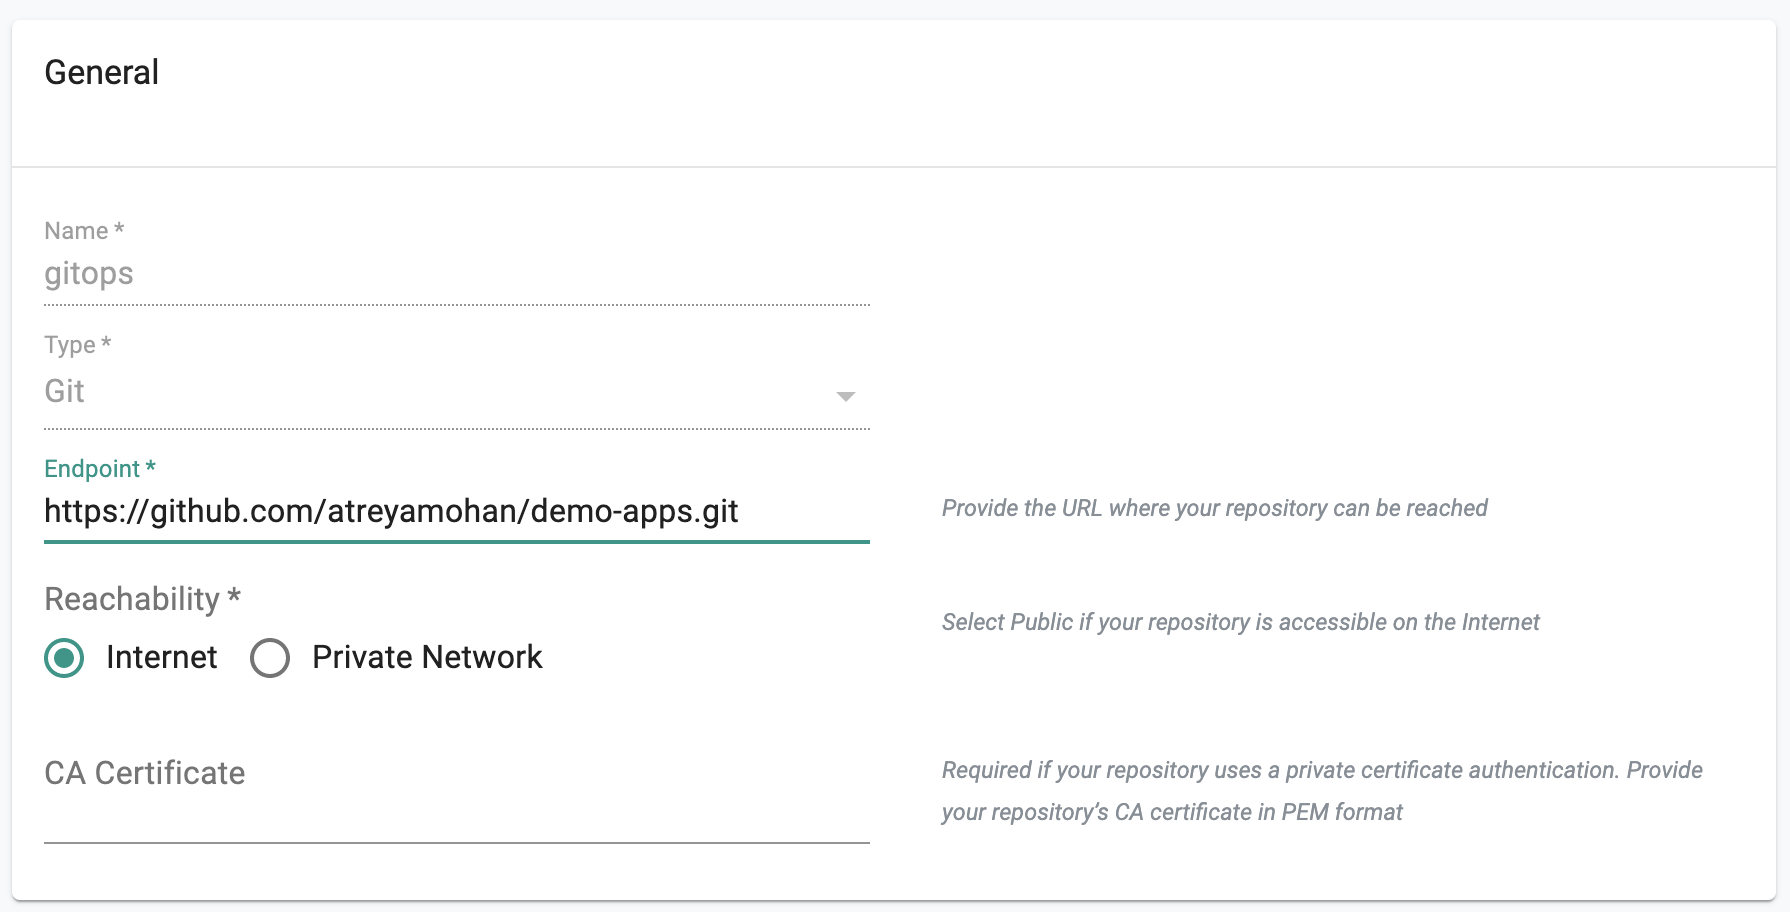 General
Name *
gitops
Type *
Git
Endpoint *
https://github.com/atreyamohan/demo-apps.git
Provide the URL where your repository can be reached
Reachability *
Select Public if your repository is accessible on the Internet
Internet
Private Network
CA Certificate
Required if your repository uses a private certificate authentication. Provide
your repository’s CA certificate in PEM format